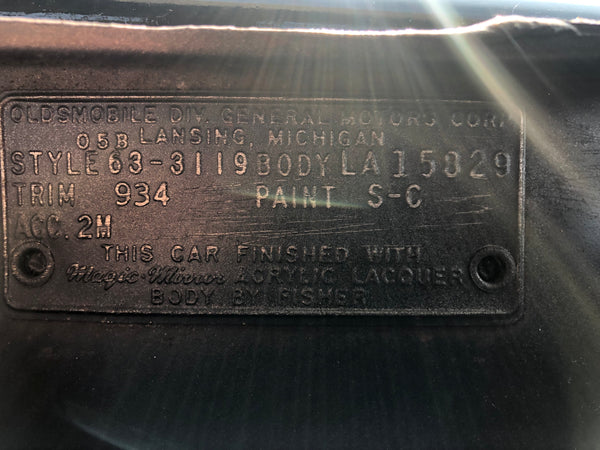 OLDSMOBILE DIV. GENERAL MOTORS CORP.
05B LANSING, MICHIGAN
STYLE 63-3119 BODY LA 15829
TRIM 934 PAINT S-C
ACC. 2M
THIS CAR FINISHED WITH
Magic-Mirror ACRYLIC LACQUER
BODY BY FISHER